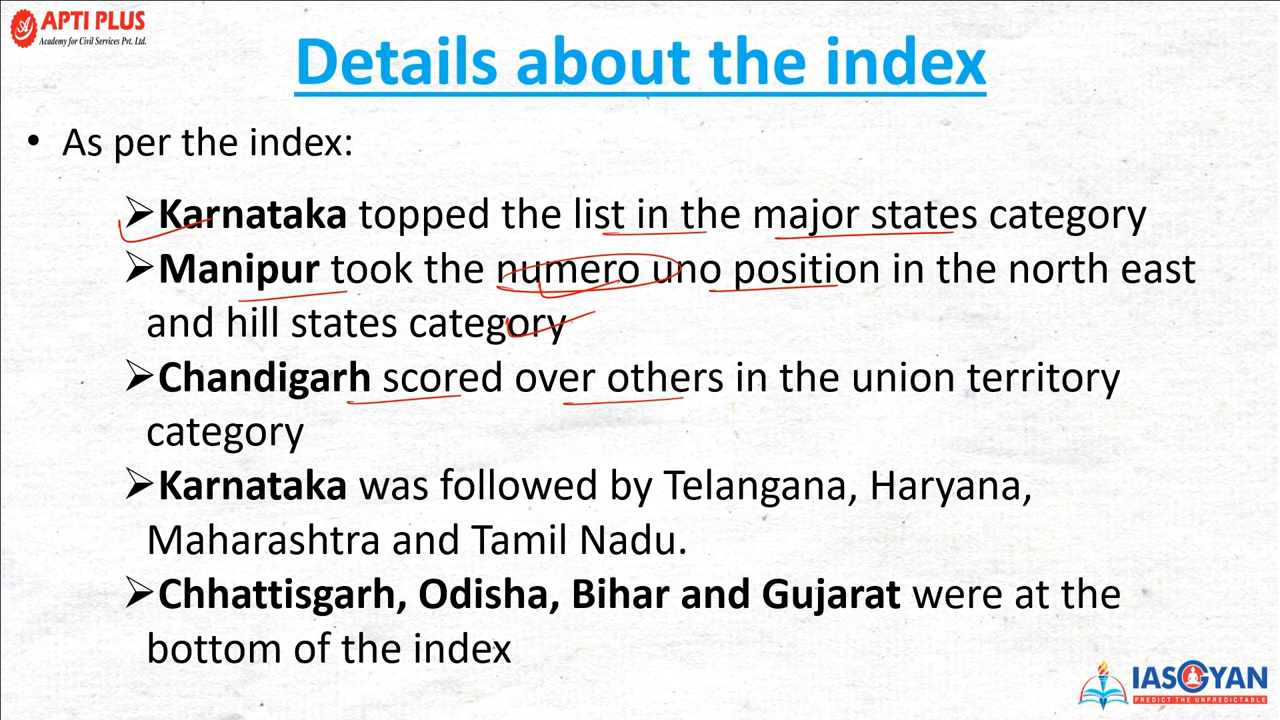 APTI PLUS
Academy for Civil Services Pvt. Ltd.
Details about the index
• As per the index:
➢Karnataka topped the list in the major states category
➢Manipur took the numero uno position in the north east
and hill states category
➢Chandigarh scored over others in the union territory
category
➢Karnataka was followed by Telangana, Haryana,
Maharashtra and Tamil Nadu.
➢Chhattisgarh, Odisha, Bihar and Gujarat were at the
bottom of the index
IASGYAN
PREDICT THE UNPREDICTABLE